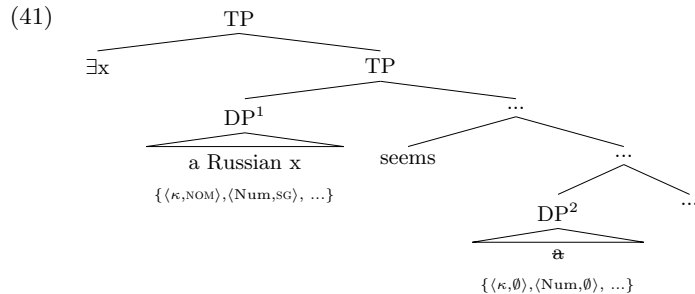 (41)
TP
∃x
TP
DP¹
...
a Russian x
seems
...
{⟨κ,NOM⟩,⟨Num,SG⟩, ...}
DP²
...
a
{⟨κ,∅⟩,⟨Num,∅⟩, ...}